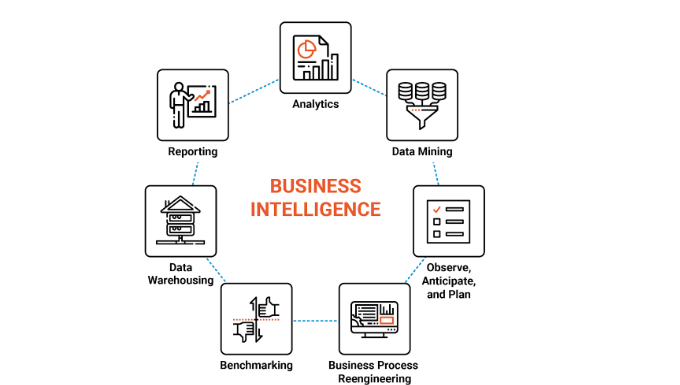 Analytics
Reporting
Data Mining
BUSINESS
INTELLIGENCE
Data
Warehousing
Observe,
Anticipate,
and Plan
Benchmarking
Business Process
Reengineering